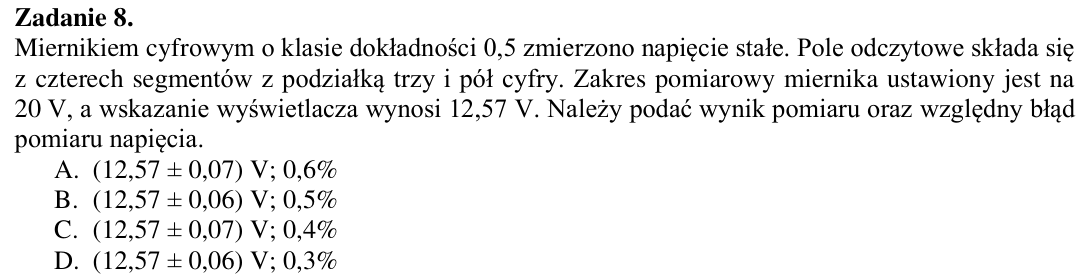 Zadanie 8.
Miernikiem cyfrowym o klasie dokładności 0,5 zmierzono napięcie stałe. Pole odczytowe składa się
z czterech segmentów z podziałką trzy i pół cyfry. Zakres pomiarowy miernika ustawiony jest na
20 V, a wskazanie wyświetlacza wynosi 12,57 V. Należy podać wynik pomiaru oraz względny błąd
pomiaru napięcia.
A. (12,57 ± 0,07) V; 0,6%
B. (12,57 ± 0,06) V; 0,5%
C. (12,57 ± 0,07) V; 0,4%
D. (12,57 ± 0,06) V; 0,3%